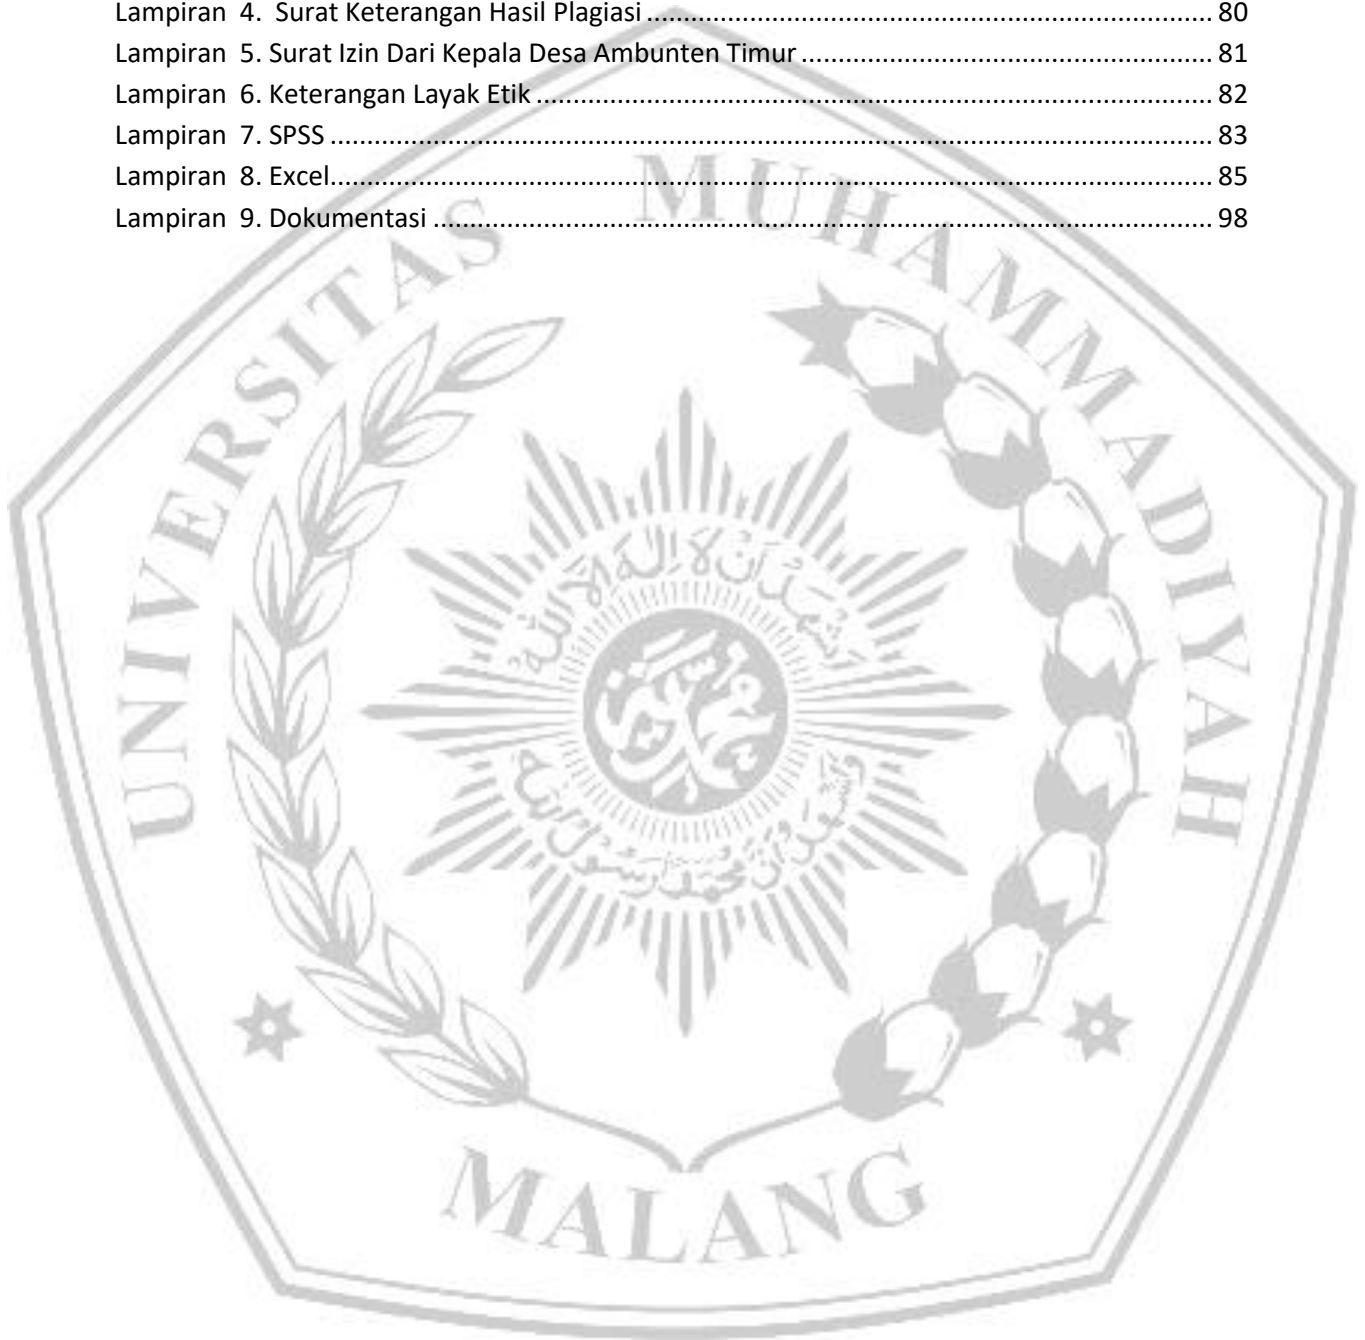 Lampiran  4.  Surat Keterangan Hasil Plagiasi ........ 80
Lampiran  5. Surat Izin Dari Kepala Desa Ambunten Timur ........ 81
Lampiran  6. Keterangan Layak Etik ........ 82
Lampiran  7. SPSS ........ 83
Lampiran  8. Excel ........ 85
Lampiran  9. Dokumentasi ........ 98
UNIVERSITAS MUHAMMADIYAH
MALANG